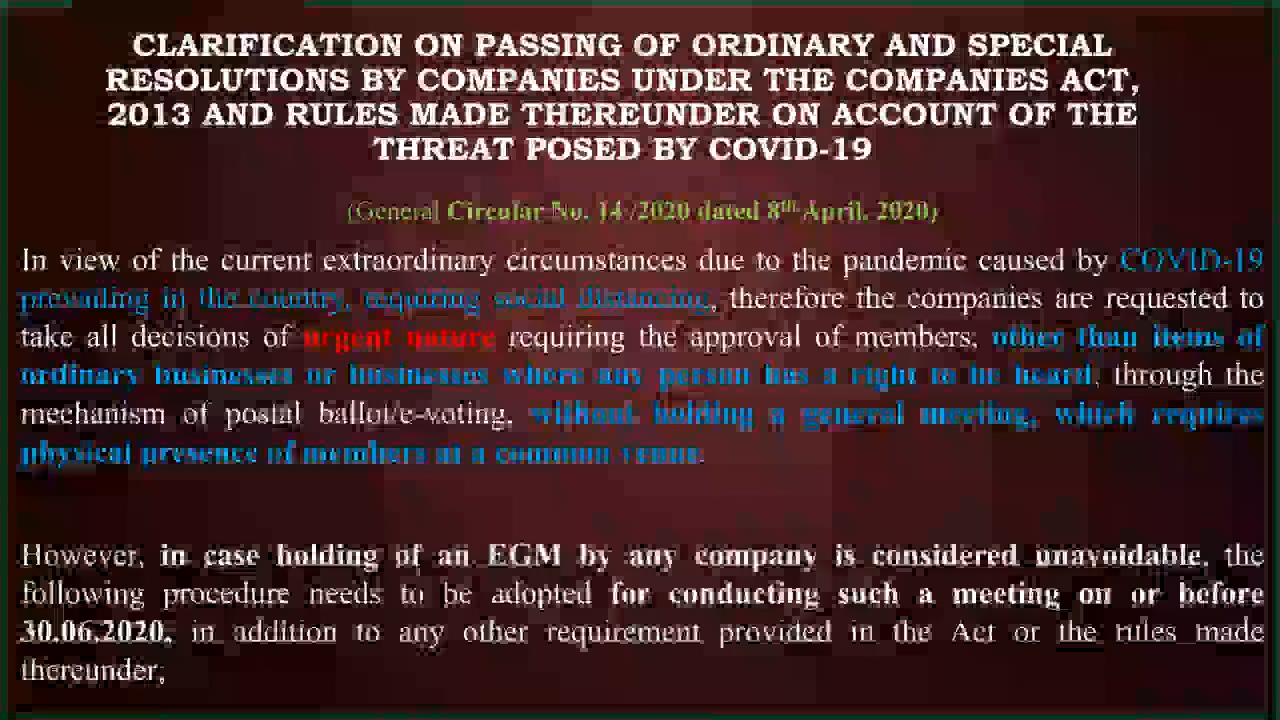 CLARIFICATION ON PASSING OF ORDINARY AND SPECIAL
RESOLUTIONS BY COMPANIES UNDER THE COMPANIES ACT,
2013 AND RULES MADE THEREUNDER ON ACCOUNT OF THE
THREAT POSED BY COVID-19
(General Circular No. 14 /2020 dated 8th April, 2020)
In view of the current extraordinary circumstances due to the pandemic caused by COVID-19
prevailing in the country, requiring social distancing, therefore the companies are requested to
take all decisions of urgent nature requiring the approval of members, other than items of
ordinary businesses or businesses where any person has a right to be heard, through the
mechanism of postal ballot/e-voting, without holding a general meeting, which requires
physical presence of members at a common venue.
However, in case holding of an EGM by any company is considered unavoidable, the
following procedure needs to be adopted for conducting such a meeting on or before
30.06.2020, in addition to any other requirement provided in the Act or the rules made
thereunder;